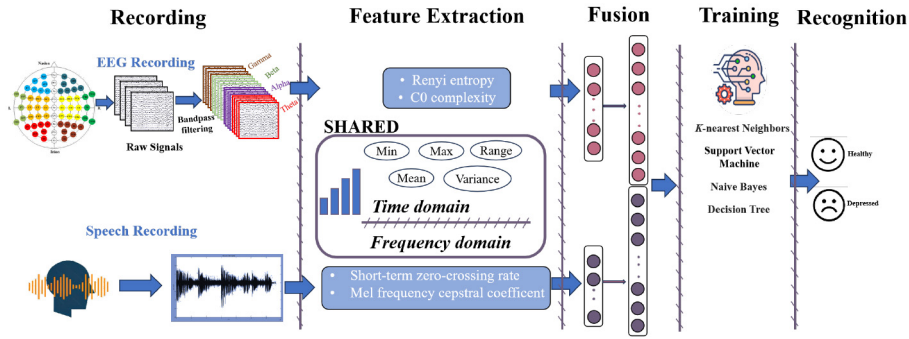 Recording
Feature Extraction
Fusion
Training
Recognition
EEG Recording
Raw Signals
Bandpass
filtering
Gamma
Beta
Alpha
Theta
Renyi entropy
C0 complexity
SHARED
Min
Max
Range
Mean
Variance
Time domain
Frequency domain
Speech Recording
Short-term zero-crossing rate
Mel frequency cepstral coefficent
K-nearest Neighbors
Support Vector
Machine
Naive Bayes
Decision Tree
Healthy
Depressed